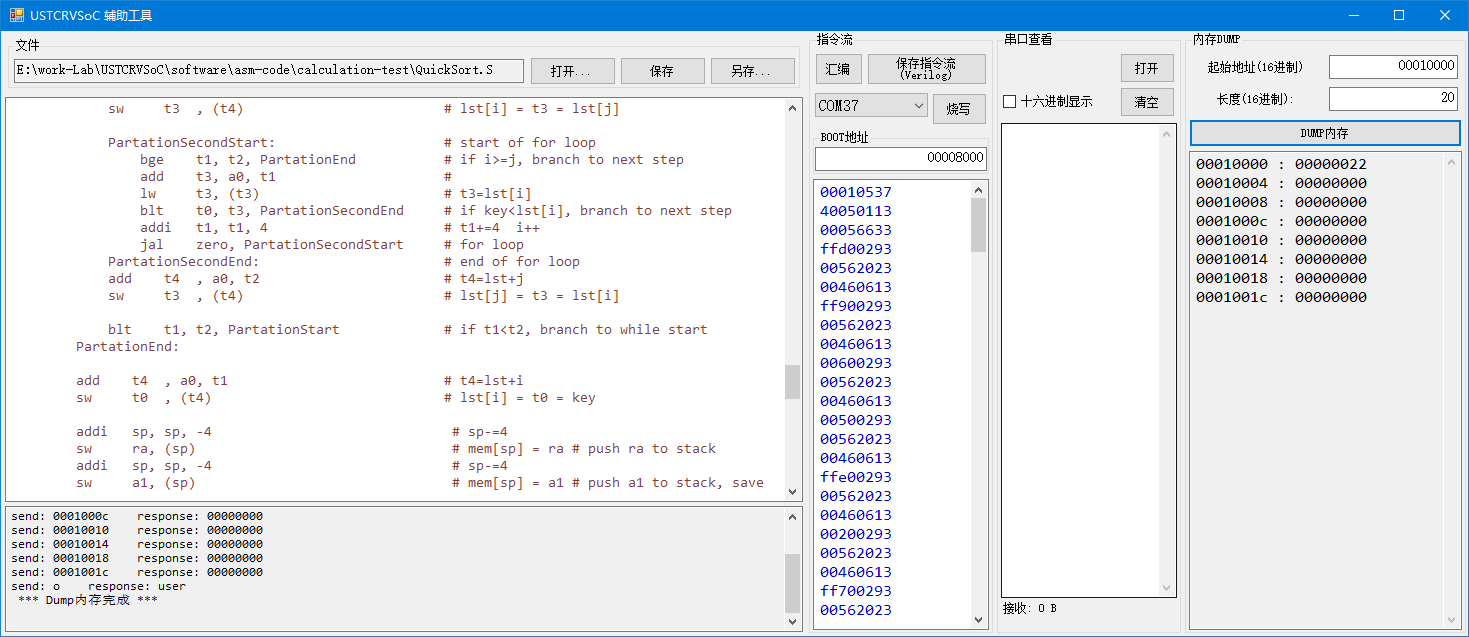 USTCRVSoC 辅助工具
文件
E:\work-Lab\USTCRVSoC\software\asm-code\calculation-test\QuickSort.S
打开...
保存
另存...
sw t3 , (t4) # lst[i] = t3 = lst[j]
PartationSecondStart: # start of for loop
bge t1, t2, PartationEnd # if i>=j, branch to next step
add t3, a0, t1 #
lw t3, (t3) # t3=lst[i]
blt t0, t3, PartationSecondEnd # if key<lst[i], branch to next step
addi t1, t1, 4 # t1+=4 i++
jal zero, PartationSecondStart # for loop
PartationSecondEnd: # end of for loop
add t4 , a0, t2 # t4=lst+j
sw t3 , (t4) # lst[j] = t3 = lst[i]
blt t1, t2, PartationStart # if t1<t2, branch to while start
PartationEnd:
add t4 , a0, t1 # t4=lst+i
sw t0 , (t4) # lst[i] = t0 = key
addi sp, sp, -4 # sp-=4
sw ra, (sp) # mem[sp] = ra # push ra to stack
addi sp, sp, -4 # sp-=4
sw a1, (sp) # mem[sp] = a1 # push a1 to stack, save
send: 0001000c response: 00000000
send: 00010010 response: 00000000
send: 00010014 response: 00000000
send: 00010018 response: 00000000
send: 0001001c response: 00000000
send: o response: user
*** Dump内存完成 ***
指令流
汇编
保存指令流
(Verilog)
COM37
烧写
BOOT地址
00008000
00010537
40050113
00056633
ffd00293
00562023
00460613
ff900293
00562023
00460613
00600293
00562023
00460613
00500293
00562023
00460613
ffe00293
00562023
00460613
00200293
00562023
00460613
ff700293
00562023
串口查看
打开
十六进制显示
清空
接收: 0 B
内存DUMP
起始地址(16进制)
00010000
长度(16进制):
20
DUMP内存
00010000 : 00000022
00010004 : 00000000
00010008 : 00000000
0001000c : 00000000
00010010 : 00000000
00010014 : 00000000
00010018 : 00000000
0001001c : 00000000